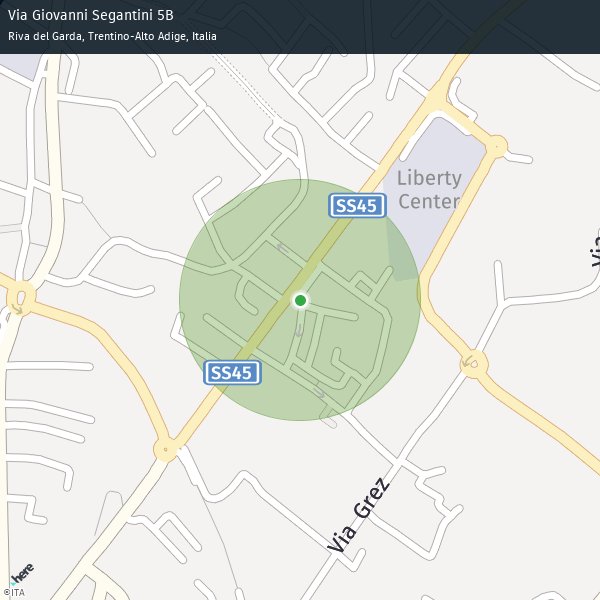 Via Giovanni Segantini 5B
Riva del Garda, Trentino-Alto Adige, Italia
Liberty
Center
SS45
Via
SS45
Via Grez
here
©ITA